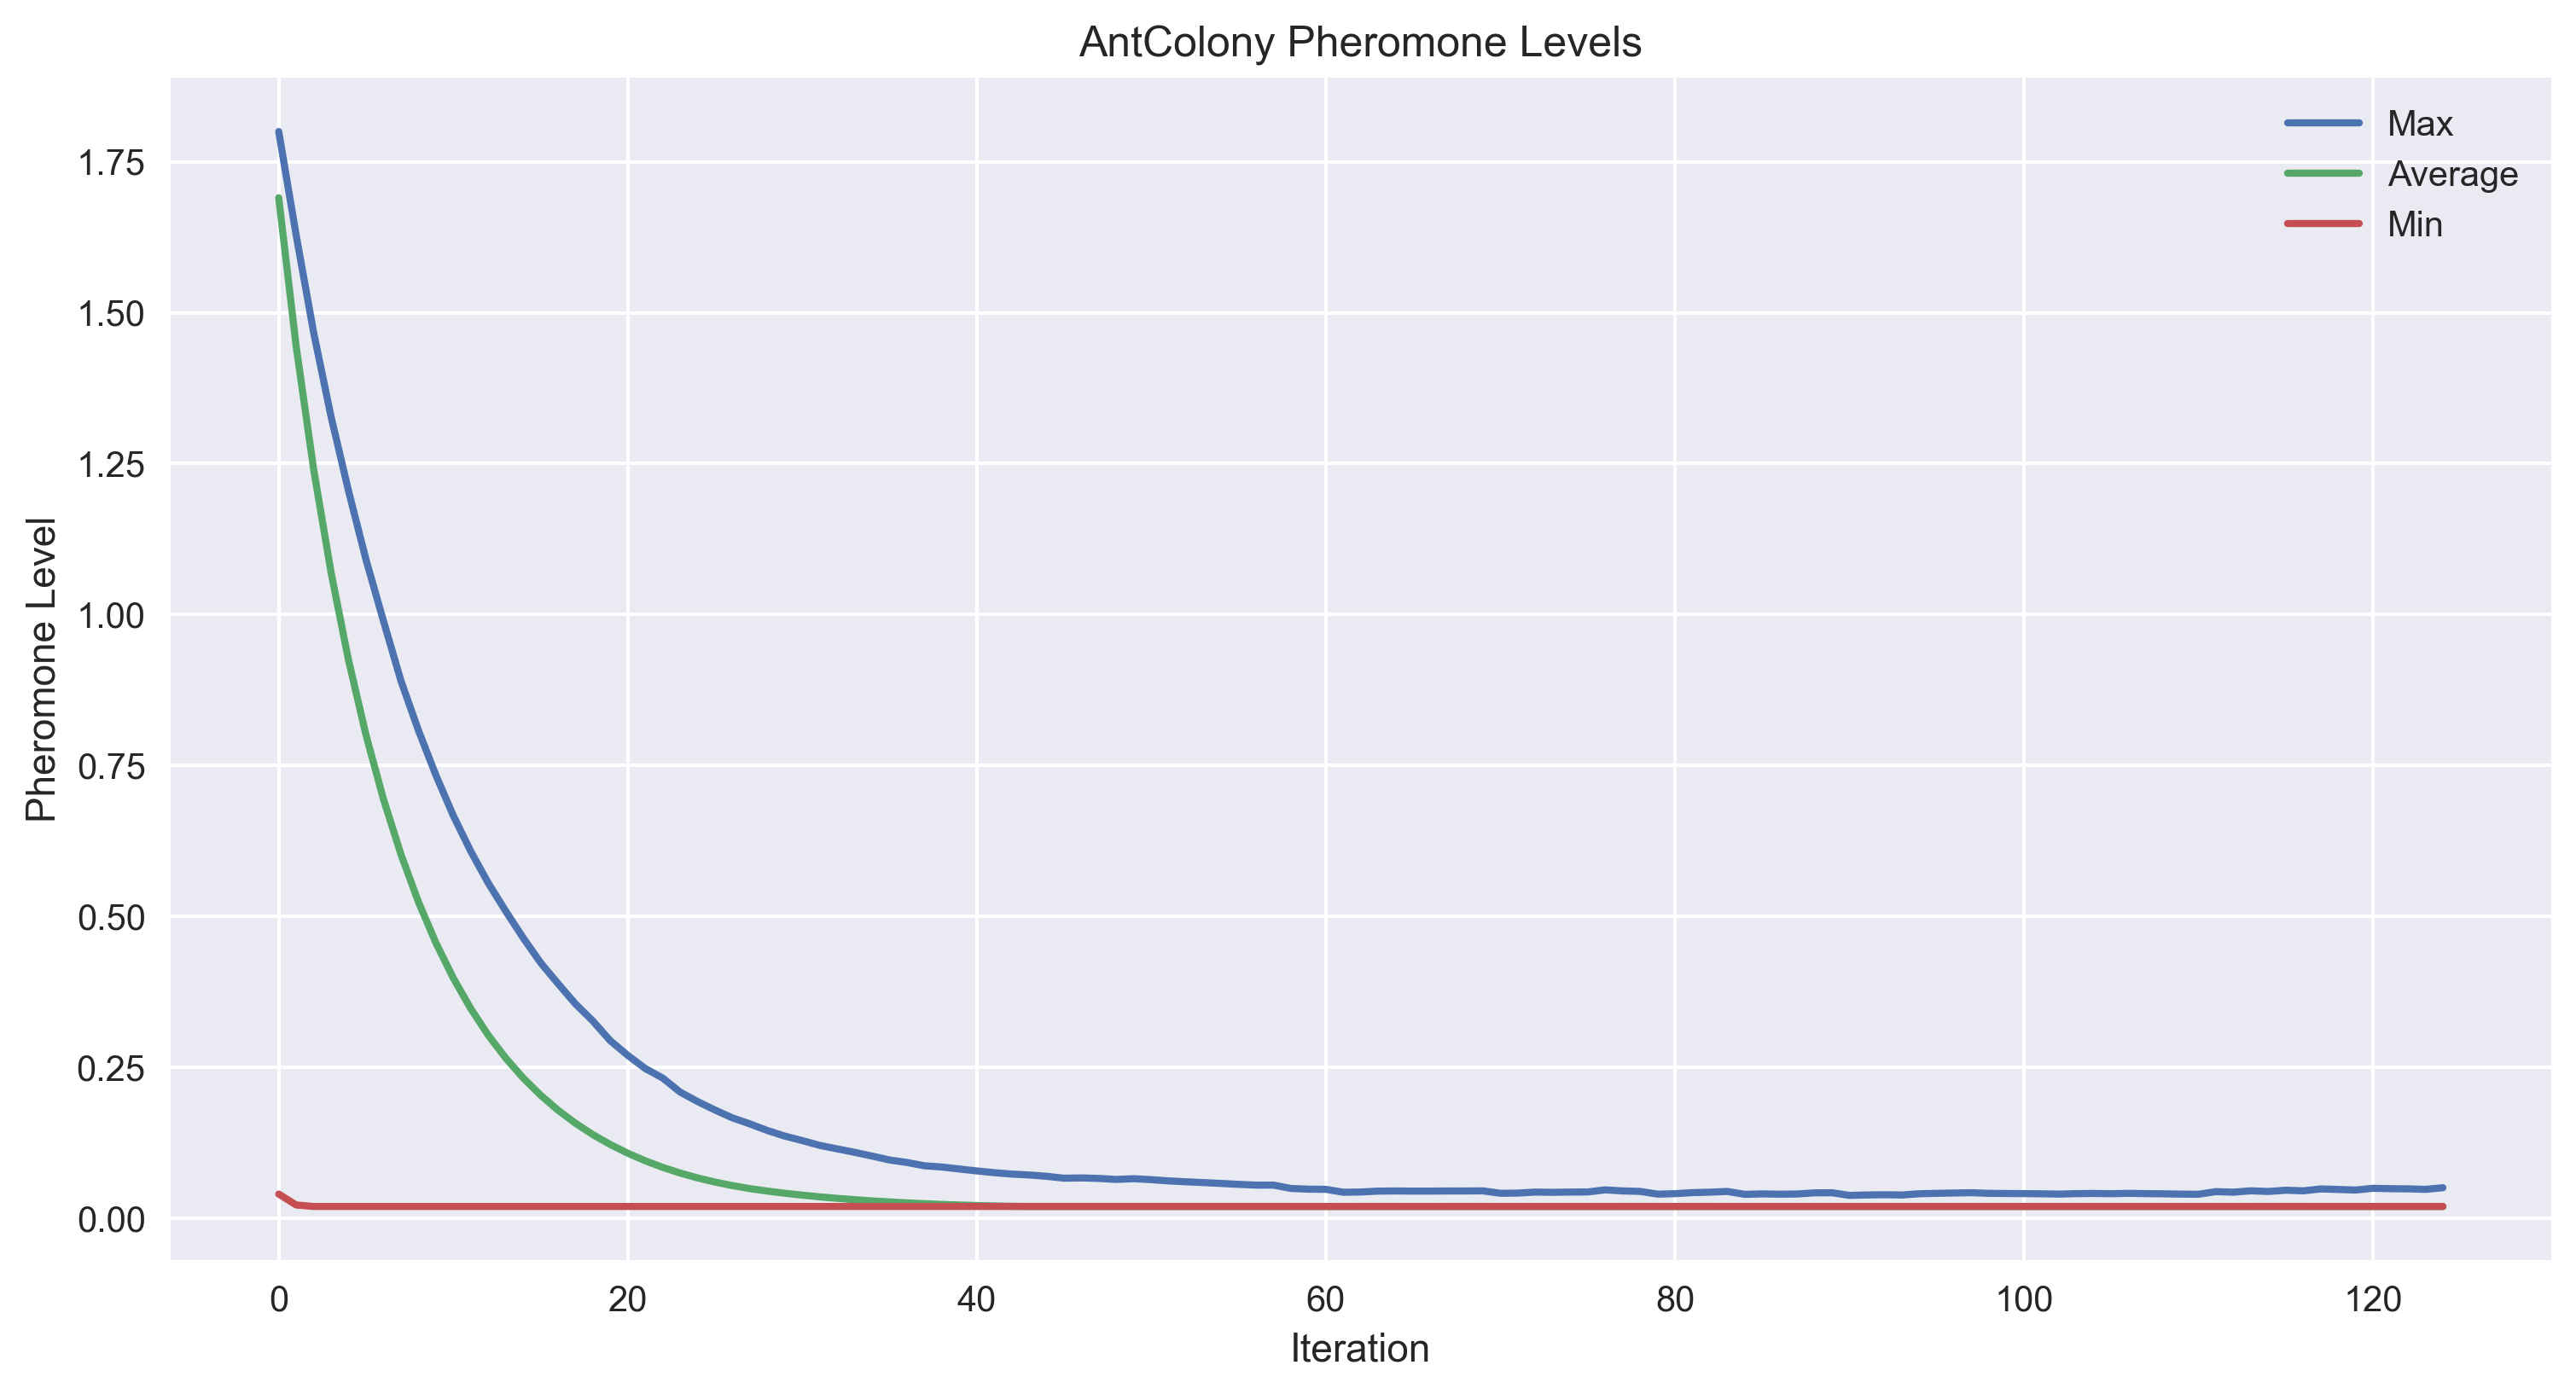 AntColony Pheromone Levels
Max
Average
Min
Pheromone Level
1.75
1.50
1.25
1.00
0.75
0.50
0.25
0.00
0 20 40 60 80 100 120
Iteration